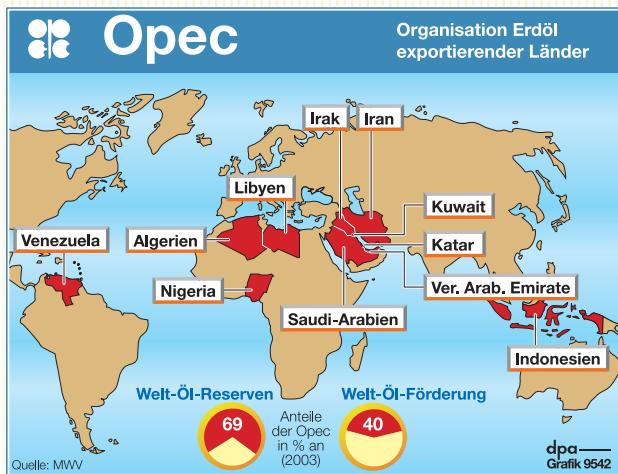 Opec
Organisation Erdöl
exportierender Länder
Irak
Iran
Libyen
Kuwait
Venezuela
Algerien
Katar
Nigeria
Ver. Arab. Emirate
Saudi-Arabien
Indonesien
Welt-Öl-Reserven
Welt-Öl-Förderung
69
Anteile
der Opec
in % an
(2003)
40
Quelle: MWV
dpa
Grafik 9542